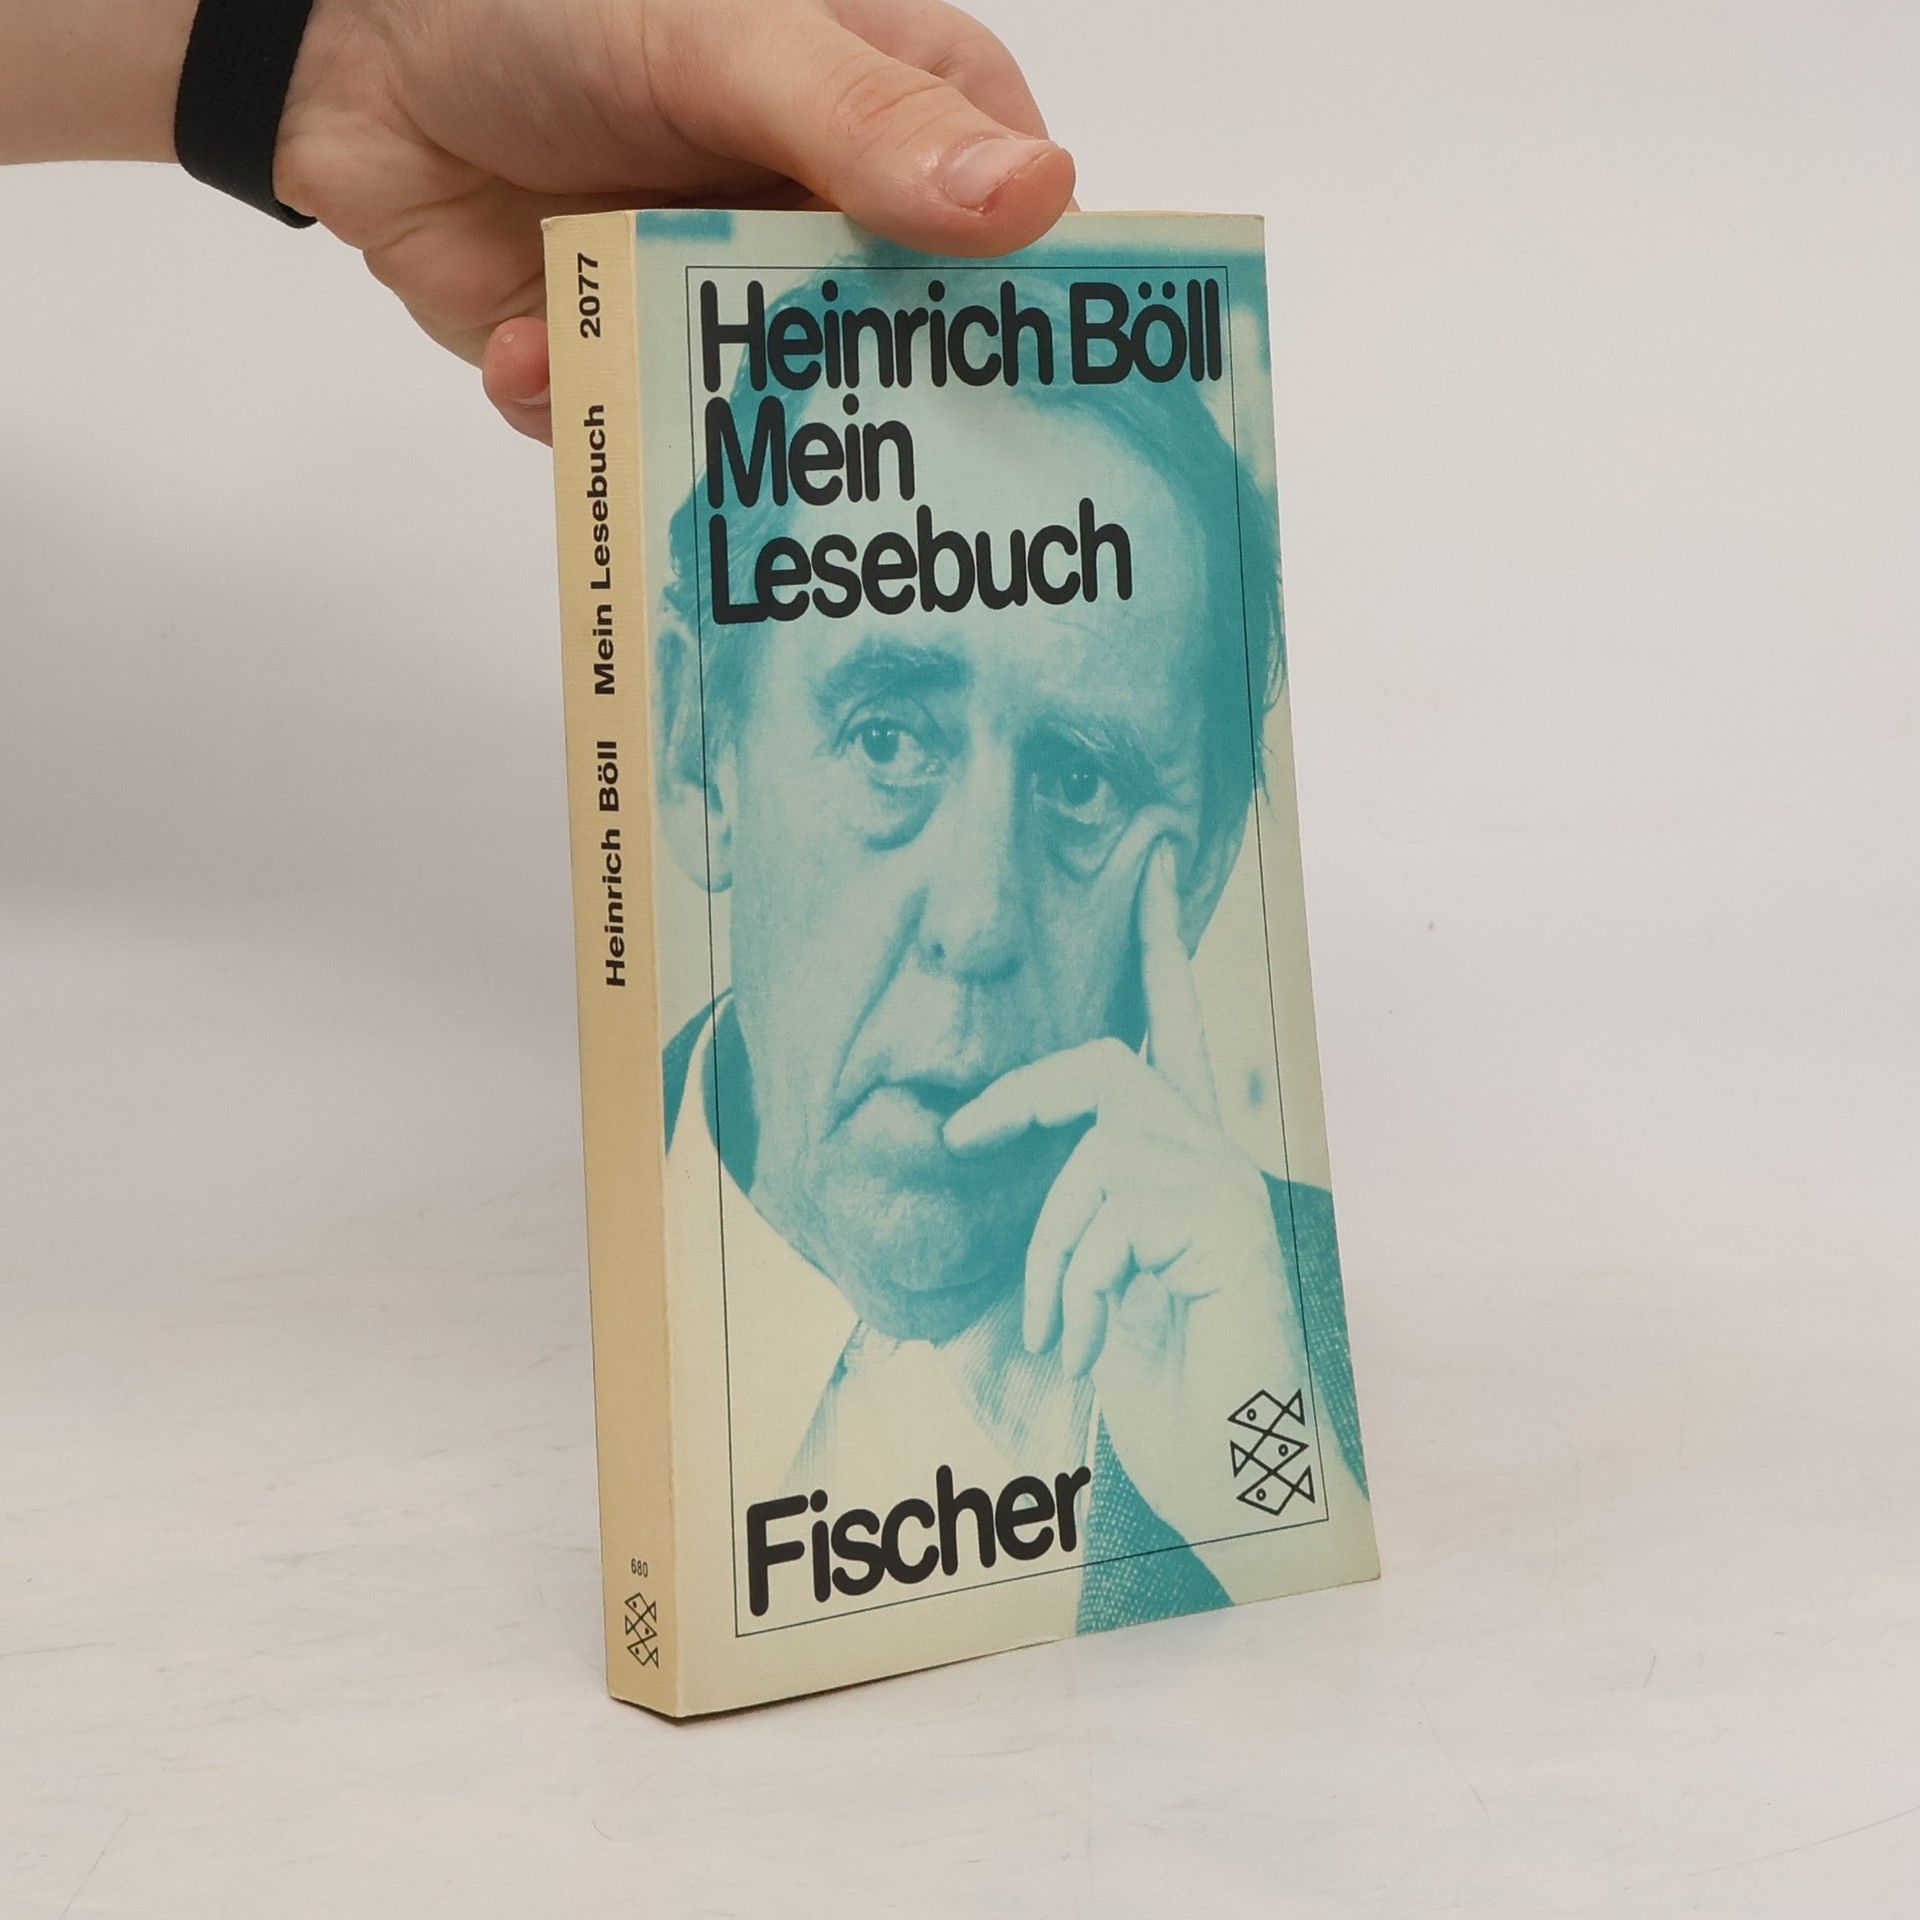 Heinrich Böll
Mein
Lesebuch
Fischer
Heinrich Böll Mein Lesebuch 2077
680